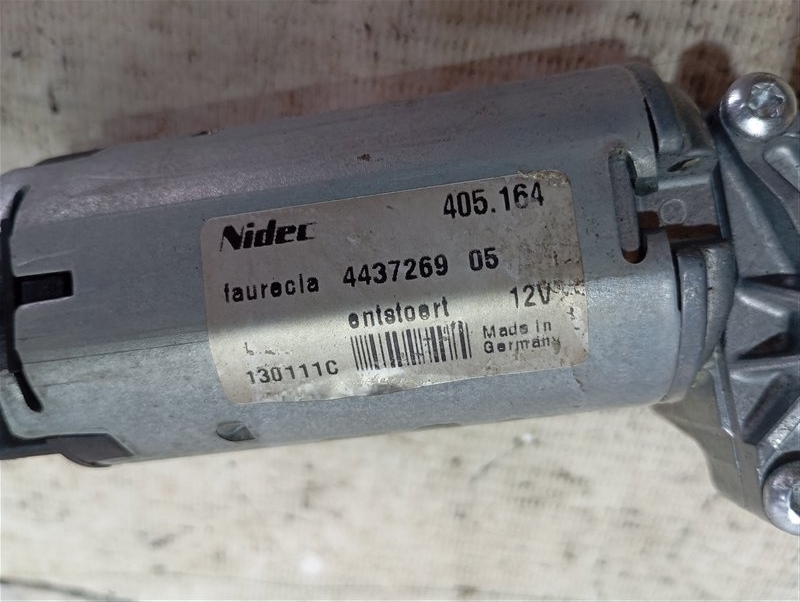 Nidec 405.164
faurecia 4437269 05
entstoert 12V
130111C
Made in
Germany